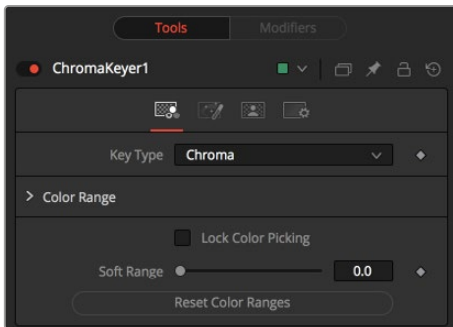 Tools Modifiers
ChromaKeyer1
Key Type Chroma
Color Range
Lock Color Picking
Soft Range 0.0
Reset Color Ranges